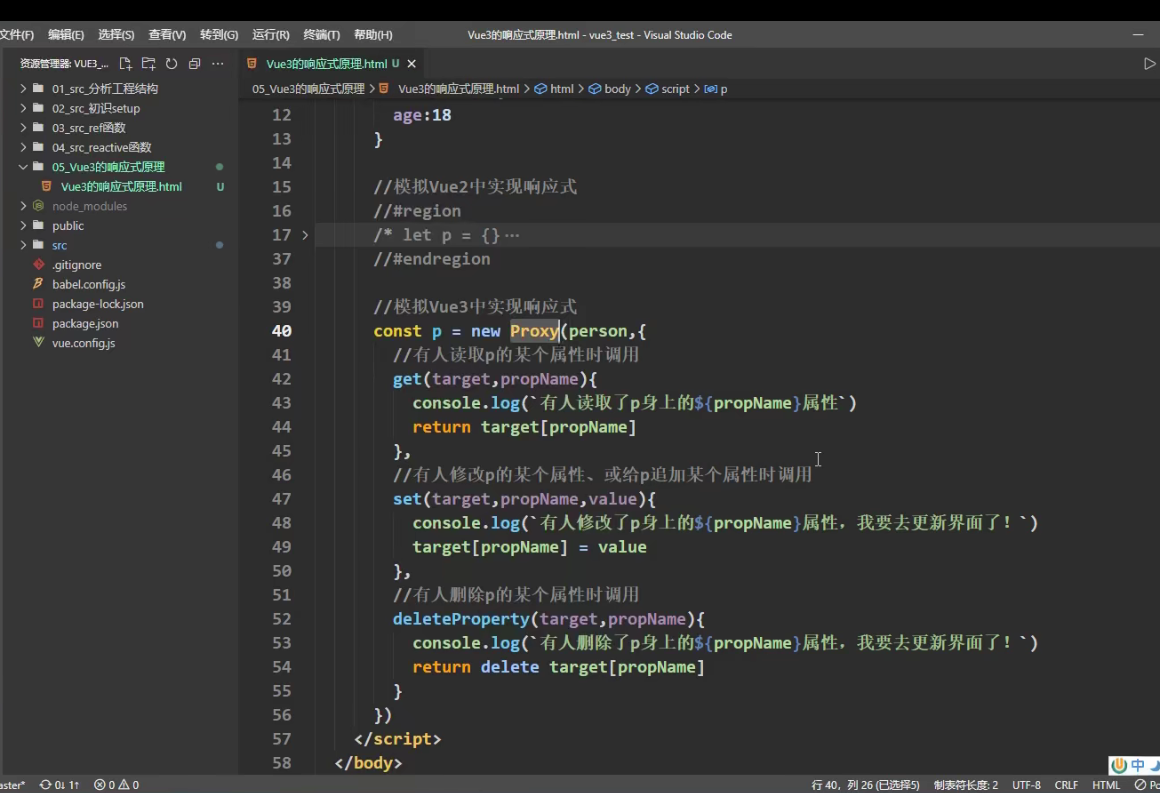 文件(F) 编辑(E) 选择(S) 查看(V) 转到(G) 运行(R) 终端(T) 帮助(H) Vue3的响应式原理.html - vue3_test - Visual Studio Code
资源管理器: VUE3_... Vue3的响应式原理.html U
05_Vue3的响应式原理 > Vue3的响应式原理.html > html > body > script > p
01_src_分析工程结构
02_src_初识setup
03_src_ref函数
04_src_reactive函数
05_Vue3的响应式原理
Vue3的响应式原理.html U
node_modules
public
src
.gitignore
babel.config.js
package-lock.json
package.json
vue.config.js
12 age:18
13 }
14
15 //模拟Vue2中实现响应式
16 //#region
17 /* let p = {}…
37 //#endregion
38
39 //模拟Vue3中实现响应式
40 const p = new Proxy(person,{
41 //有人读取p的某个属性时调用
42 get(target,propName){
43 console.log(`有人读取了p身上的${propName}属性`)
44 return target[propName]
45 },
46 //有人修改p的某个属性、或给p追加某个属性时调用
47 set(target,propName,value){
48 console.log(`有人修改了p身上的${propName}属性，我要去更新界面了！`)
49 target[propName] = value
50 },
51 //有人删除p的某个属性时调用
52 deleteProperty(target,propName){
53 console.log(`有人删除了p身上的${propName}属性，我要去更新界面了！`)
54 return delete target[propName]
55 }
56 })
57 </script>
58 </body>
中
aster* 0↓ 1↑ 0 0 行 40，列 26 (已选择5) 制表符长度: 2 UTF-8 CRLF HTML